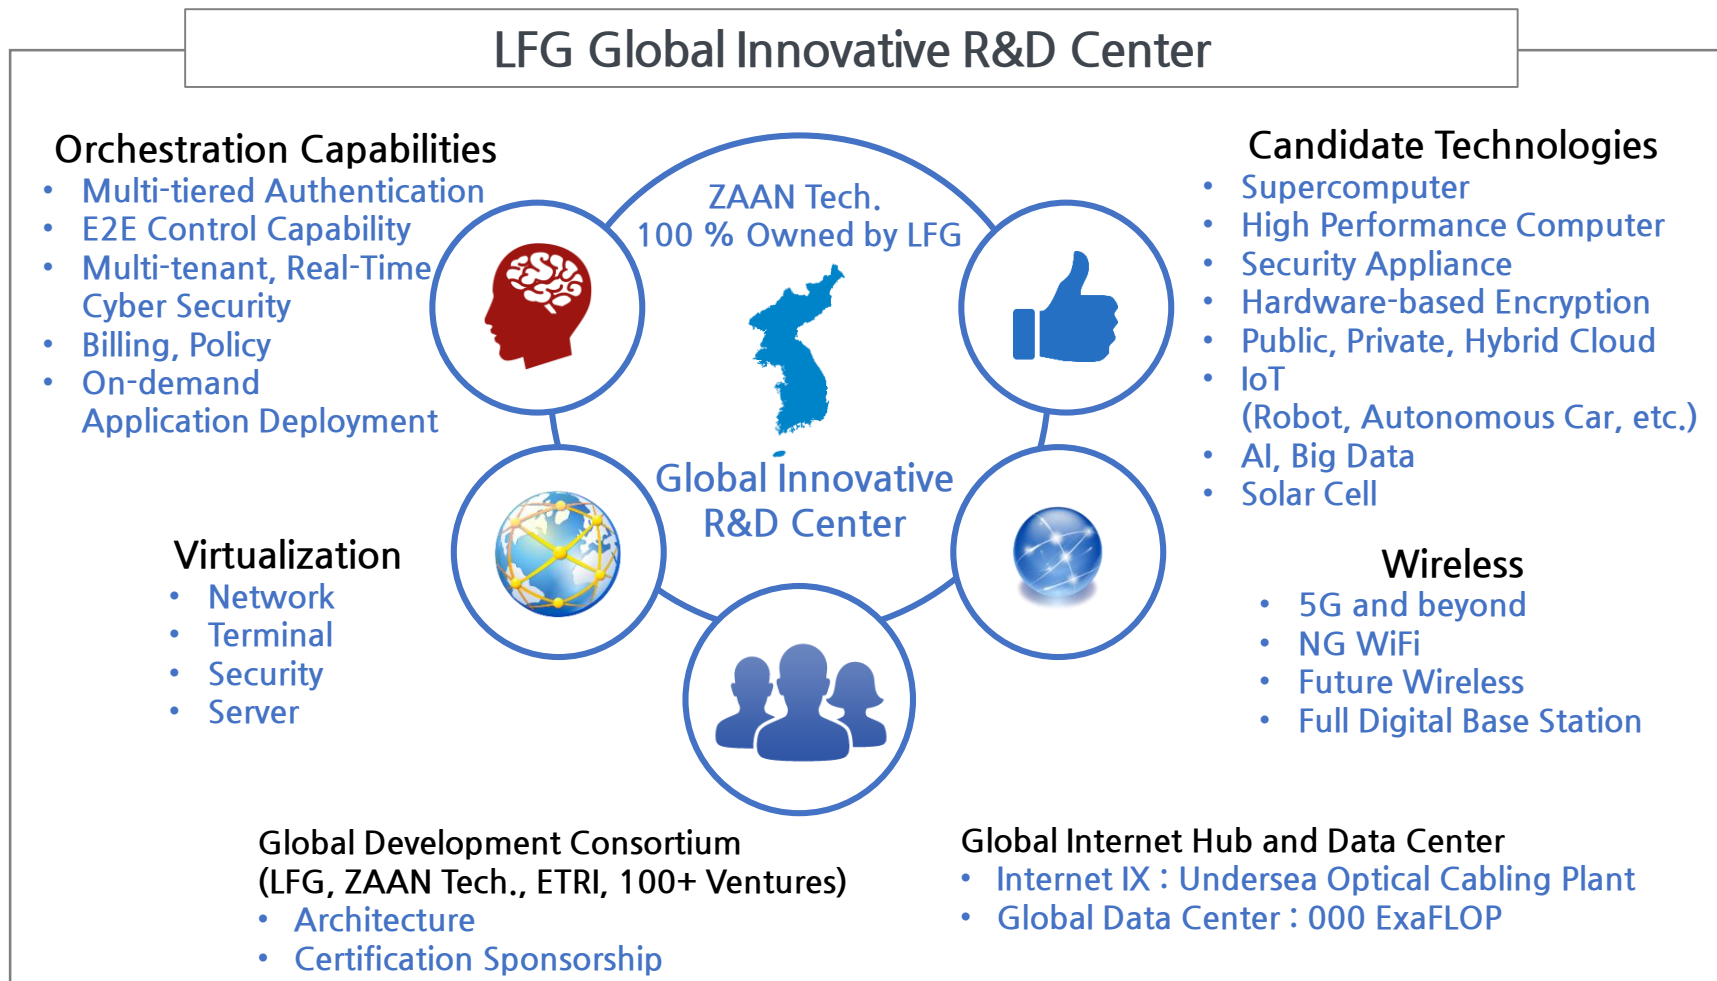 LFG Global Innovative R&D Center
Orchestration Capabilities
• Multi-tiered Authentication
• E2E Control Capability
• Multi-tenant, Real-Time
Cyber Security
• Billing, Policy
• On-demand
Application Deployment
ZAAN Tech.
100 % Owned by LFG
Global Innovative
R&D Center
Candidate Technologies
• Supercomputer
• High Performance Computer
• Security Appliance
• Hardware-based Encryption
• Public, Private, Hybrid Cloud
• IoT
(Robot, Autonomous Car, etc.)
• AI, Big Data
• Solar Cell
Virtualization
• Network
• Terminal
• Security
• Server
Wireless
• 5G and beyond
• NG WiFi
• Future Wireless
• Full Digital Base Station
Global Development Consortium
(LFG, ZAAN Tech., ETRI, 100+ Ventures)
• Architecture
• Certification Sponsorship
Global Internet Hub and Data Center
• Internet IX : Undersea Optical Cabling Plant
• Global Data Center : 000 ExaFLOP